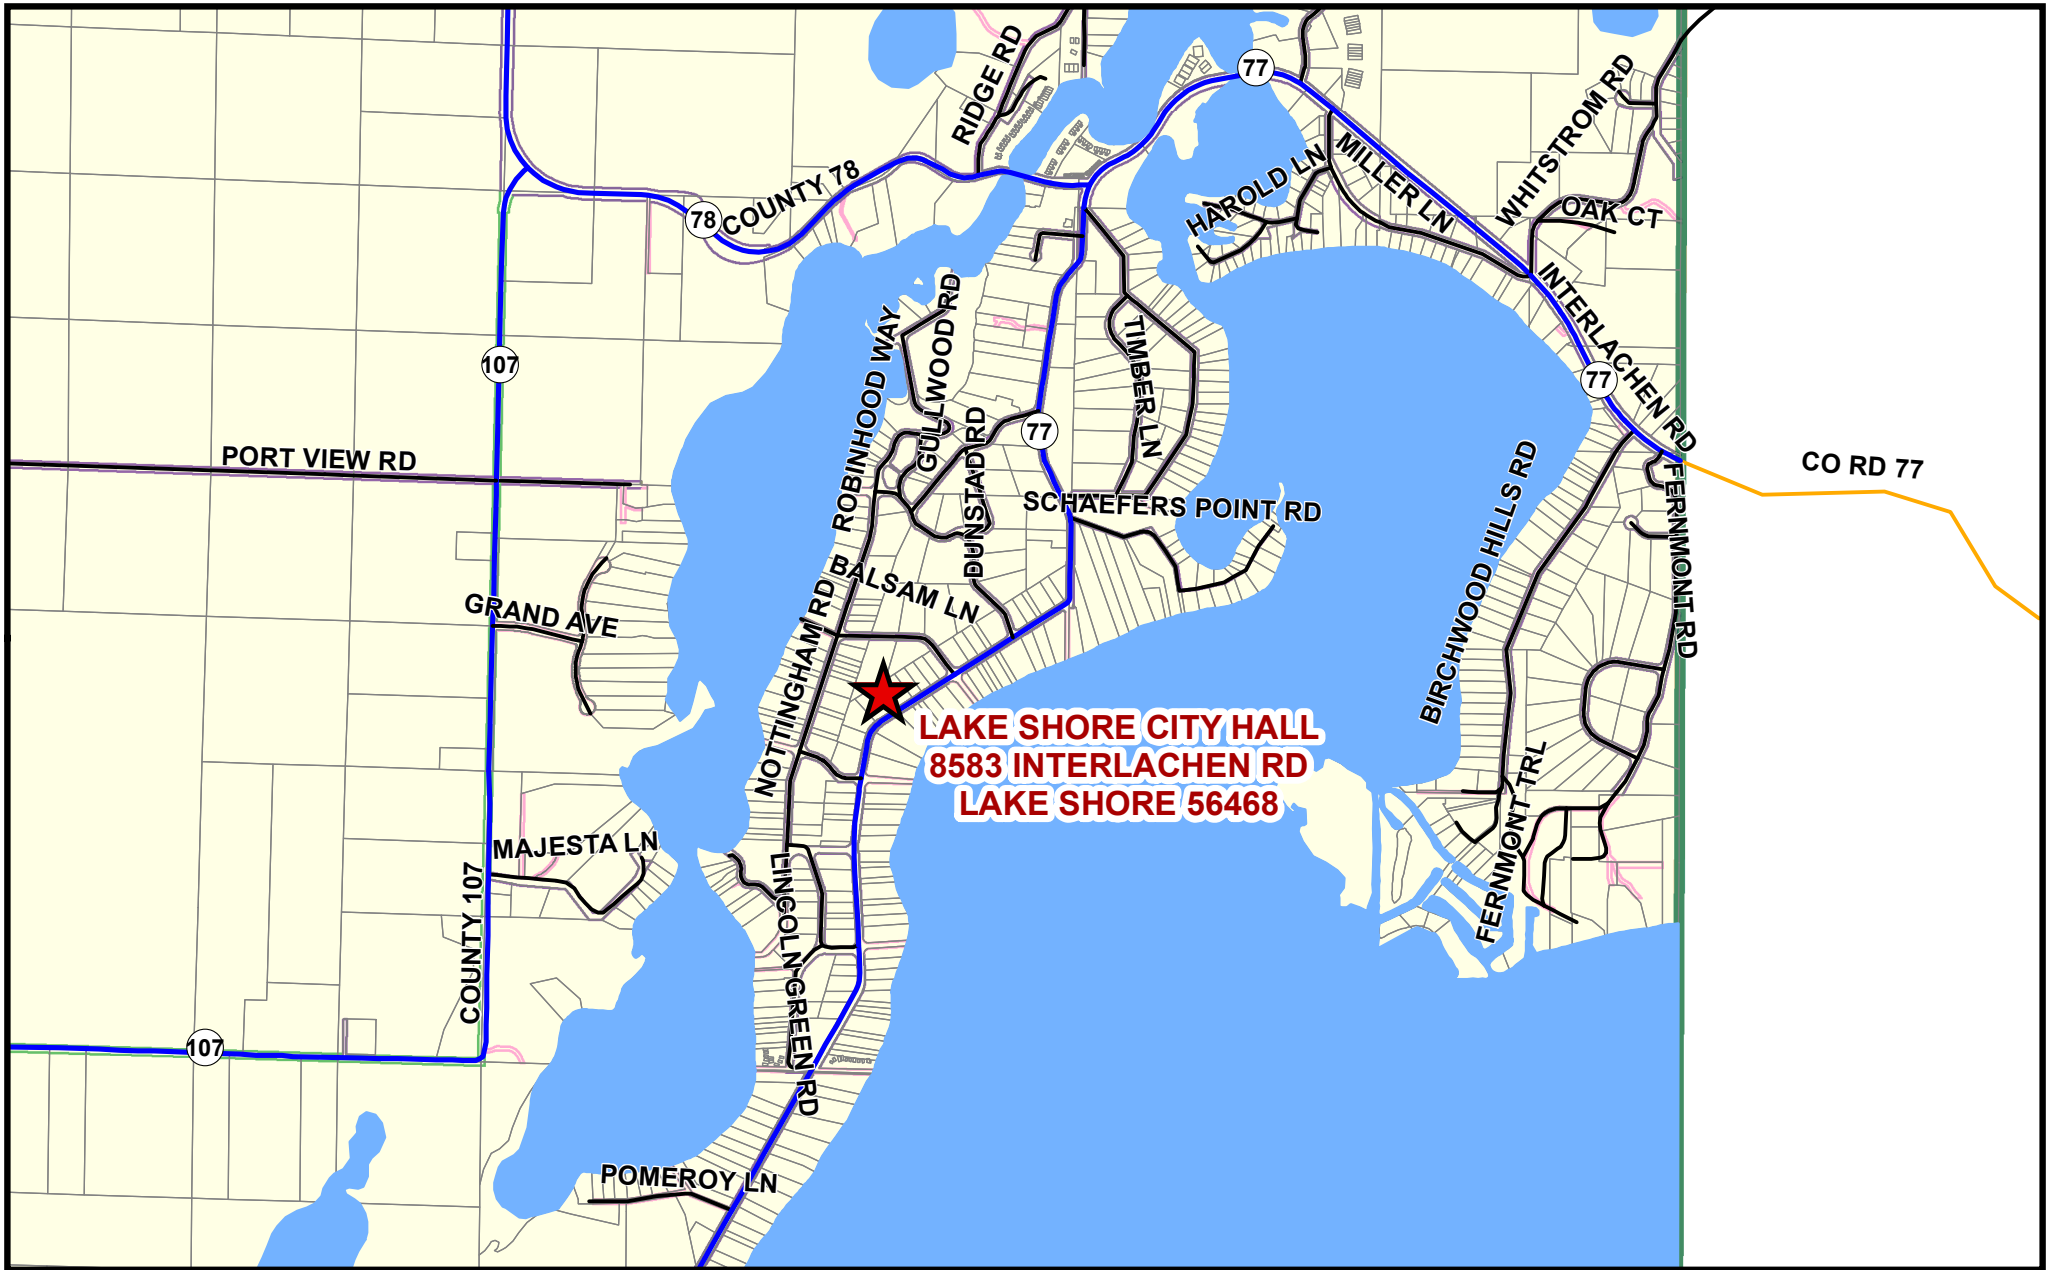 RIDGE RD
77
WHITSTROM RD
MILLER LN
HAROLD LN
COUNTY 78
78
OAK CT
INTERLACHEN RD
GULLWOOD RD
ROBINHOOD WAY
TIMBER LN
107
77
77
DUNSTAD RD
PORT VIEW RD
CO RD 77
SCHAEFERS POINT RD
BIRCHWOOD HILLS RD
FERNMONT RD
BALSAM LN
GRAND AVE
NOTTINGHAM RD
LAKE SHORE CITY HALL
8583 INTERLACHEN RD
LAKE SHORE 56468
FERNMONT TRL
MAJESTA LN
COUNTY 107
LINCOLN GREEN RD
107
POMEROY LN